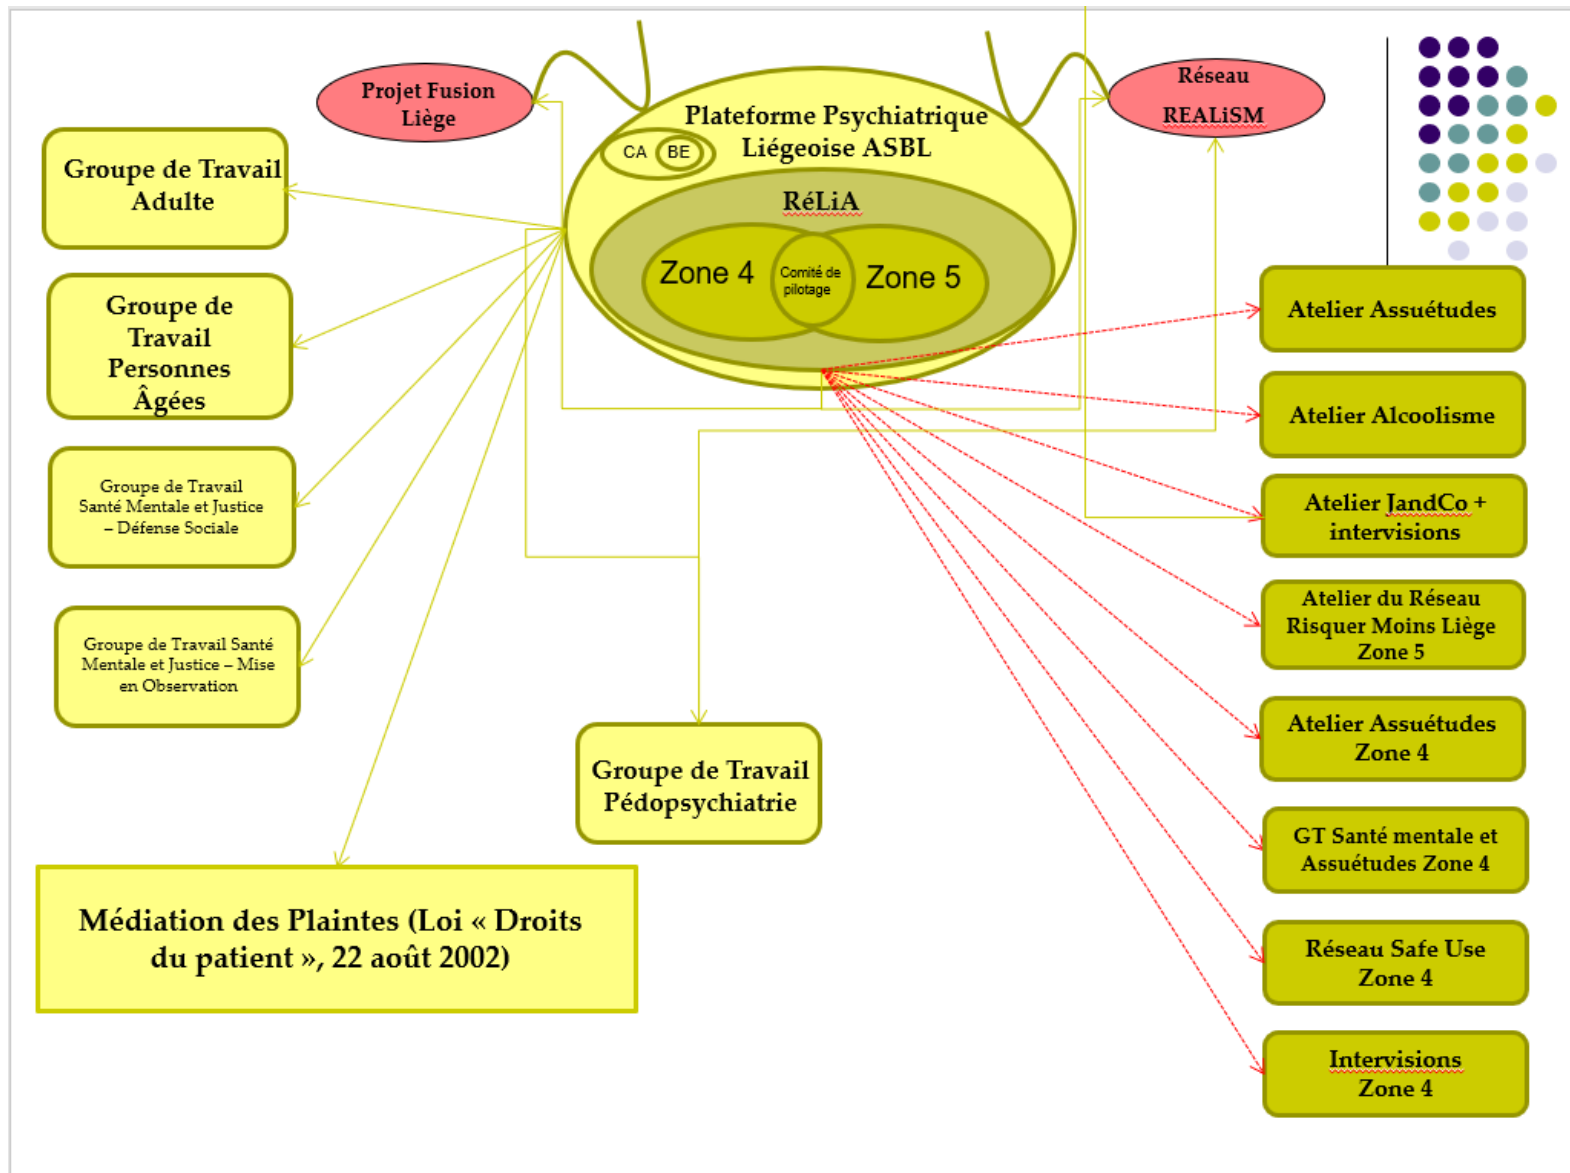 Projet Fusion
Liège
Plateforme Psychiatrique
Liégeoise ASBL
CA
BE
RéLiA
Zone 4
Comité de
pilotage
Zone 5
Réseau
REALiSM
Groupe de Travail
Adulte
Groupe de
Travail
Personnes
Âgées
Groupe de Travail
Santé Mentale et Justice
– Défense Sociale
Groupe de Travail Santé
Mentale et Justice – Mise
en Observation
Groupe de Travail
Pédopsychiatrie
Médiation des Plaintes (Loi « Droits
du patient », 22 août 2002)
Atelier Assuétudes
Atelier Alcoolisme
Atelier JandCo +
intervisions
Atelier du Réseau
Risquer Moins Liège
Zone 5
Atelier Assuétudes
Zone 4
GT Santé mentale et
Assuétudes Zone 4
Réseau Safe Use
Zone 4
Intervisions
Zone 4